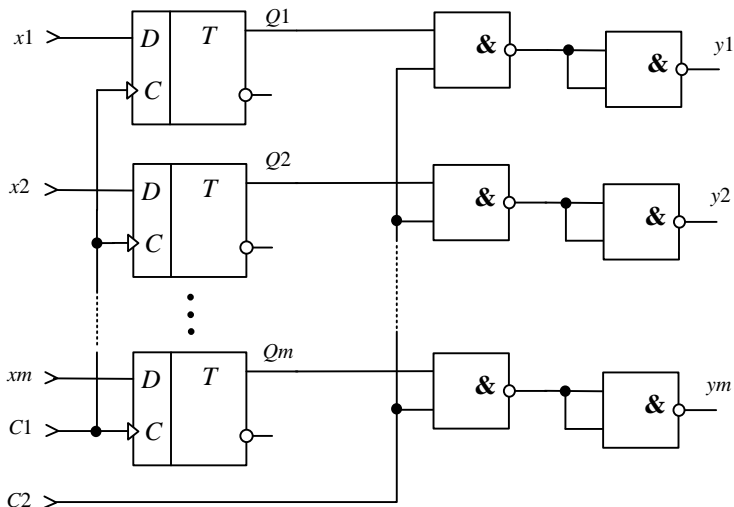 x1 D T Q1 & & y1
C
x2 D T Q2 & & y2
C
xm D T Qm & & ym
C1 C
C2